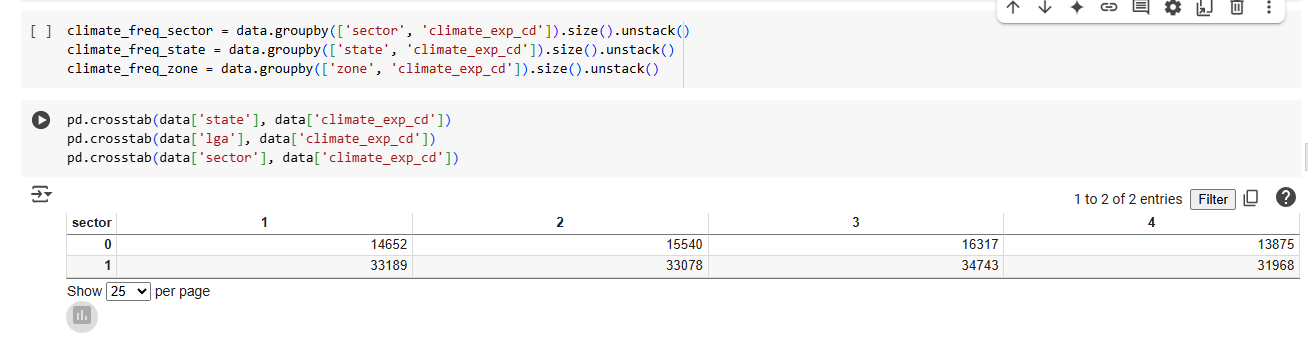 [ ] climate_freq_sector = data.groupby(['sector', 'climate_exp_cd']).size().unstack()
climate_freq_state = data.groupby(['state', 'climate_exp_cd']).size().unstack()
climate_freq_zone = data.groupby(['zone', 'climate_exp_cd']).size().unstack()
pd.crosstab(data['state'], data['climate_exp_cd'])
pd.crosstab(data['lga'], data['climate_exp_cd'])
pd.crosstab(data['sector'], data['climate_exp_cd'])
1 to 2 of 2 entries Filter ?
sector 1 2 3 4
0 14652 15540 16317 13875
1 33189 33078 34743 31968
Show 25 per page